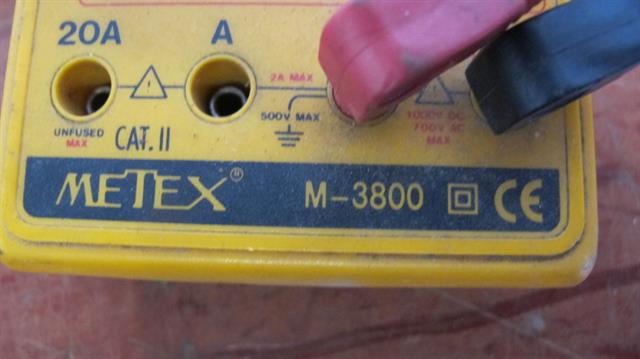 20A A
2A MAX
500V MAX
1000V DC
700V AC
MAX
UNFUSED
MAX
CAT. II
METEX ®
M-3800 CE